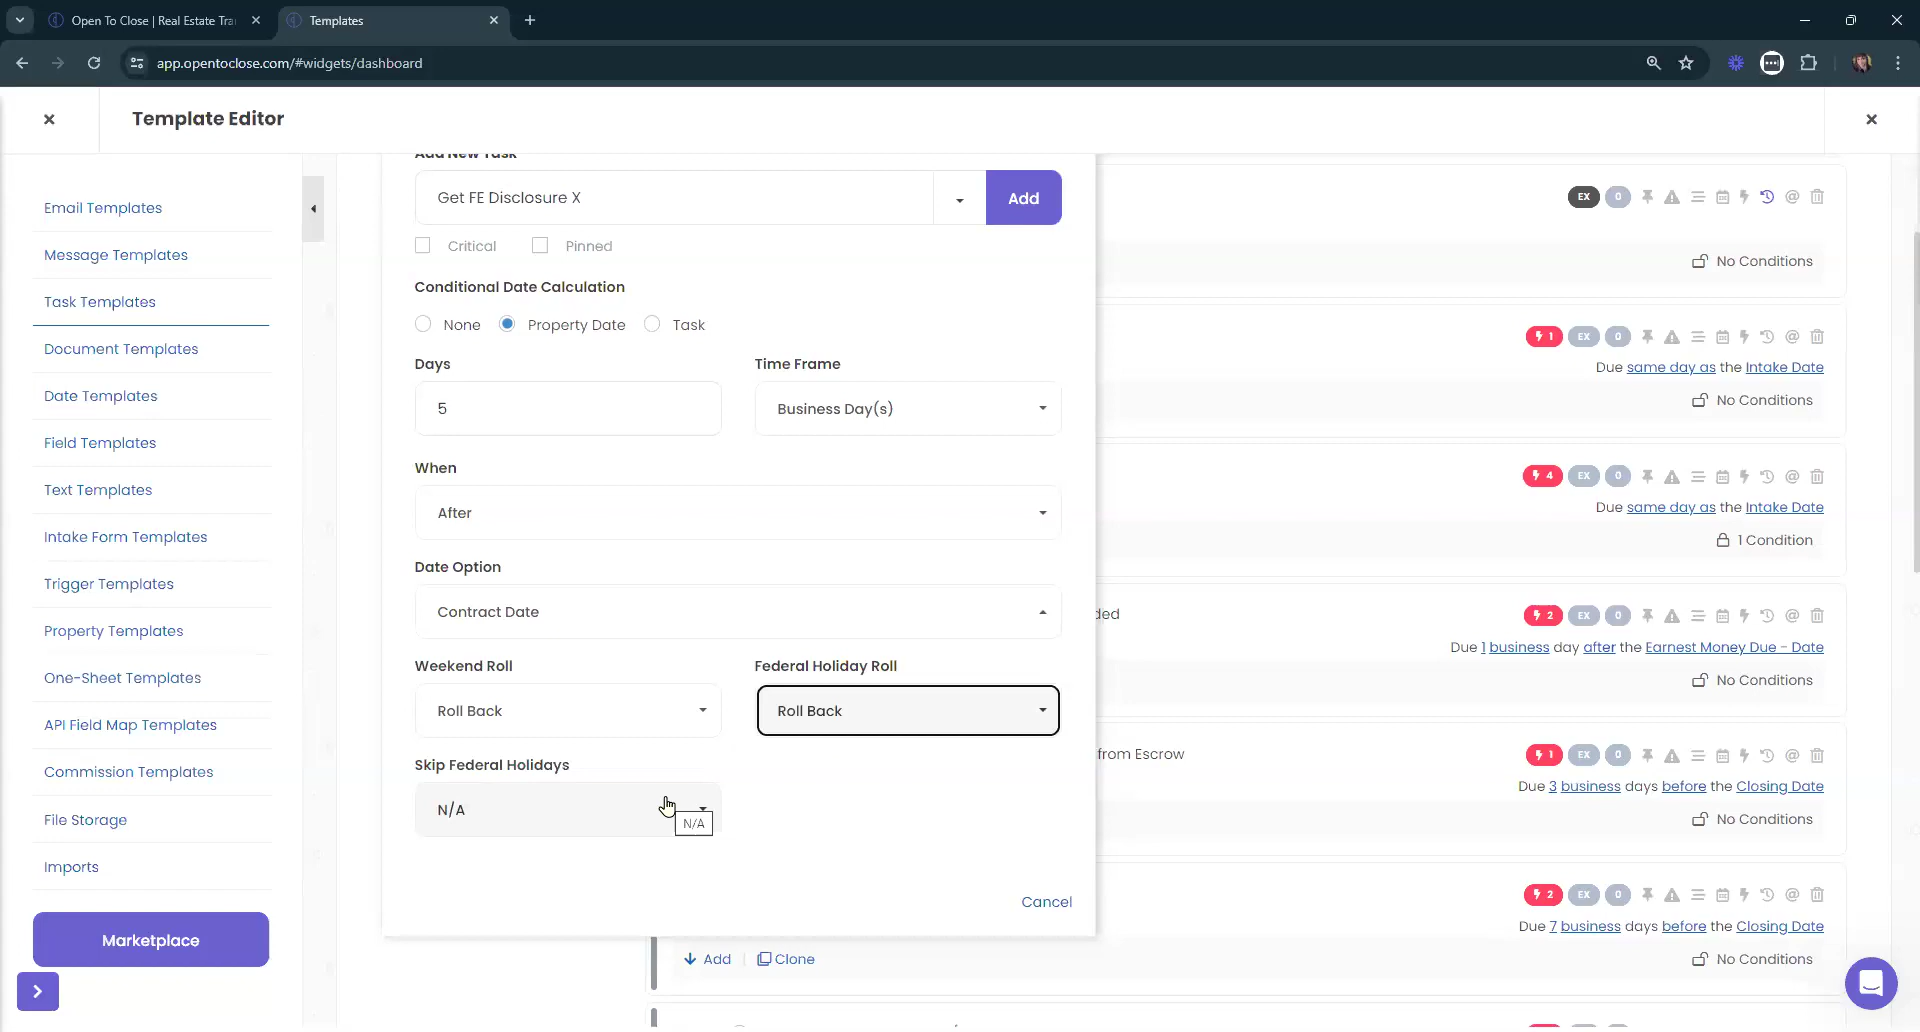 Open To Close | Real Estate Tra
Templates
app.opentoclose.com/#widgets/dashboard
Template Editor
Email Templates
Message Templates
Task Templates
Document Templates
Date Templates
Field Templates
Text Templates
Intake Form Templates
Trigger Templates
Property Templates
One-Sheet Templates
API Field Map Templates
Commission Templates
File Storage
Imports
Marketplace
Add New Task
Get FE Disclosure X
Add
Critical
Pinned
Conditional Date Calculation
None
Property Date
Task
Days
Time Frame
5
Business Day(s)
When
After
Date Option
Contract Date
Weekend Roll
Federal Holiday Roll
Roll Back
Roll Back
Skip Federal Holidays
N/A
N/A
Cancel
Add
Clone
EX 0
No Conditions
1 EX 0
Due same day as the Intake Date
No Conditions
4 EX 0
Due same day as the Intake Date
1 Condition
ded
2 EX 0
Due 1 business day after the Earnest Money Due - Date
No Conditions
from Escrow
1 EX 0
Due 3 business days before the Closing Date
No Conditions
2 EX 0
Due 7 business days before the Closing Date
No Conditions